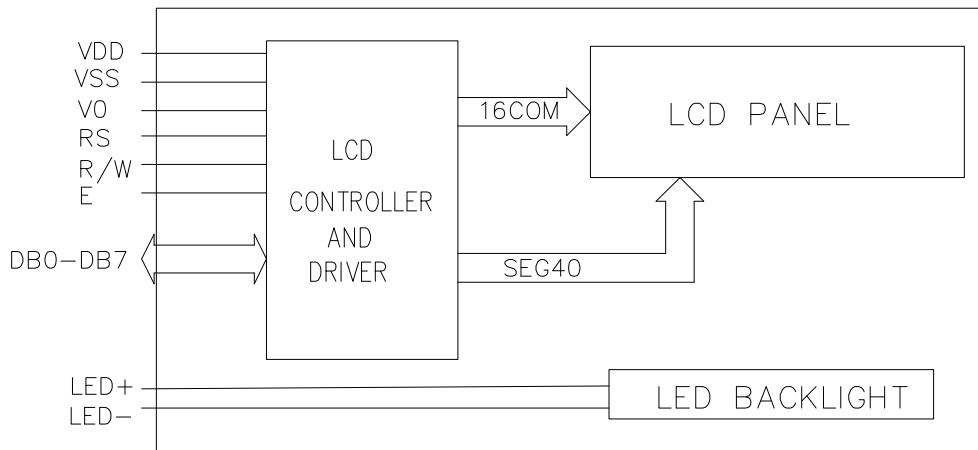 VDD
VSS
V0
RS
R/W
E
DB0-DB7
LED+
LED-
LCD
CONTROLLER
AND
DRIVER
16COM
SEG40
LCD PANEL
LED BACKLIGHT